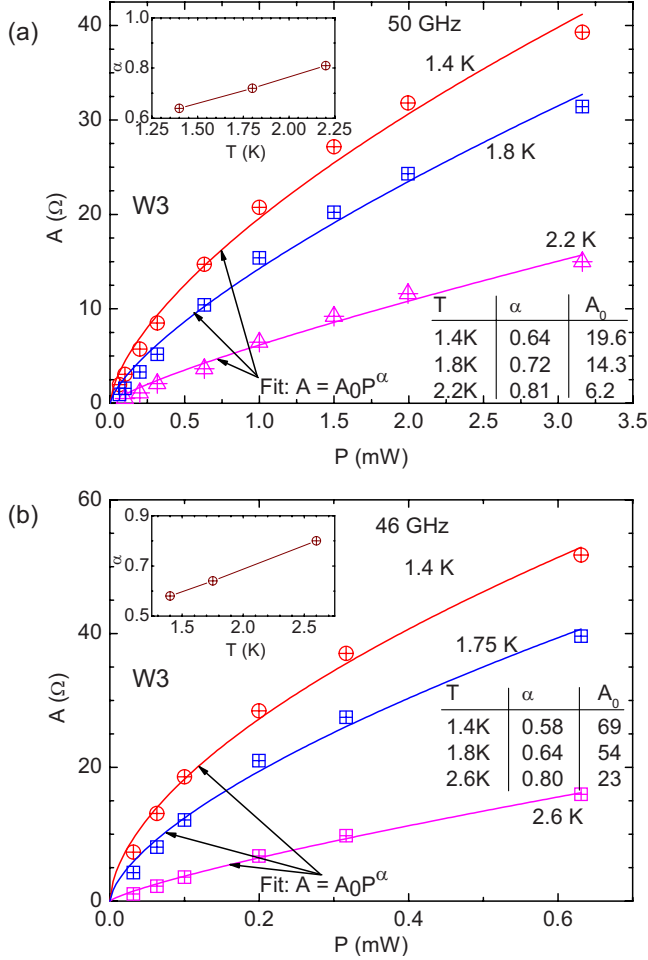 (a)
50 GHz
1.4 K
1.8 K
2.2 K
W3
A (Ω)
40
30
20
10
0
0.0 0.5 1.0 1.5 2.0 2.5 3.0 3.5
P (mW)
α
1.0
0.8
0.6
1.25 1.50 1.75 2.00 2.25
T (K)
Fit: A = A0P^α
T α A₀
1.4K 0.64 19.6
1.8K 0.72 14.3
2.2K 0.81 6.2
(b)
46 GHz
1.4 K
1.75 K
2.6 K
W3
A (Ω)
60
40
20
0
0.0 0.2 0.4 0.6
P (mW)
α
0.9
0.7
0.5
1.5 2.0 2.5
T (K)
Fit: A = A0P^α
T α A₀
1.4K 0.58 69
1.8K 0.64 54
2.6K 0.80 23